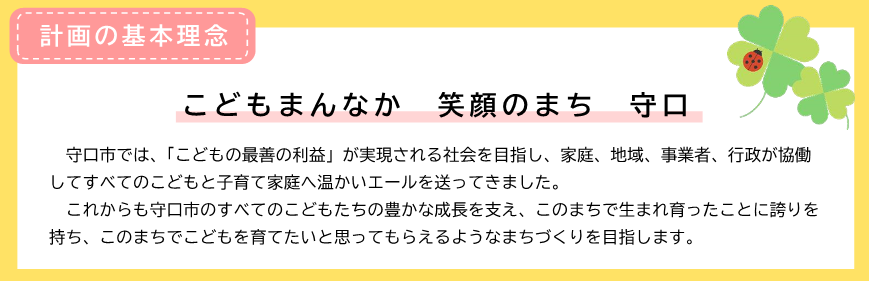 計画の基本理念
こどもまんなか　笑顔のまち　守口
　守口市では、「こどもの最善の利益」が実現される社会を目指し、家庭、地域、事業者、行政が協働
してすべてのこどもと子育て家庭へ温かいエールを送ってきました。
　これからも守口市のすべてのこどもたちの豊かな成長を支え、このまちで生まれ育ったことに誇りを
持ち、このまちでこどもを育てたいと思ってもらえるようなまちづくりを目指します。